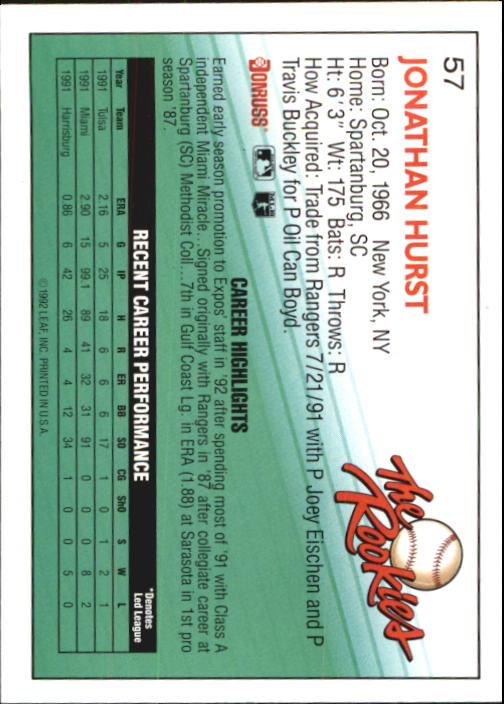 57
JONATHAN HURST
Born: Oct. 20, 1966 New York, NY
Home: Spartanburg, SC
Ht: 6'3" Wt: 175 Bats: R Throws: R
How Acquired: Trade from Rangers 7/21/91 with P Joey Eischen and P
Travis Buckley for P Oil Can Boyd.
The Rookies
DONRUSS
CAREER HIGHLIGHTS
Earned early season promotion to Expos' staff in '92 after spending most of '91 with Class A
independent Miami Miracle...Signed originally with Rangers in '87 after collegiate career at
Spartanburg (SC) Methodist Coll...7th in Gulf Coast Lg. in ERA (1.88) at Sarasota in 1st pro
season '87.
RECENT CAREER PERFORMANCE
*Denotes
Led League
Year Team ERA G IP H R ER BB SO CG ShO S W L
1991 Tulsa 2.16 5 25 18 6 6 6 17 1 0 1 2 1
1991 Miami 2.90 15 99.1 89 41 32 31 91 0 0 0 8 2
1991 Harrisburg 0.86 6 42 26 4 4 12 34 1 0 0 5 0
©1992 LEAF, INC. PRINTED IN U.S.A.